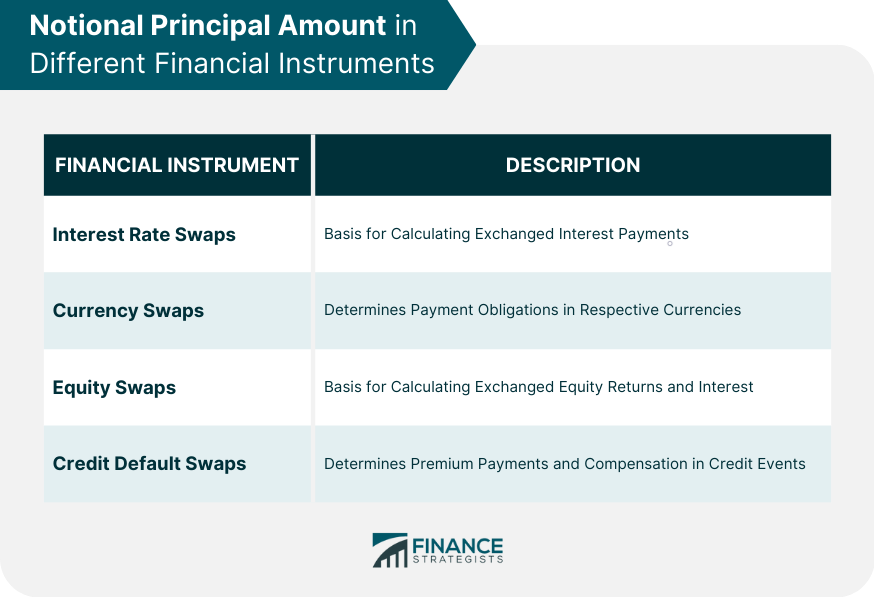 Notional Principal Amount in
Different Financial Instruments
FINANCIAL INSTRUMENT
DESCRIPTION
Interest Rate Swaps
Basis for Calculating Exchanged Interest Payments
Currency Swaps
Determines Payment Obligations in Respective Currencies
Equity Swaps
Basis for Calculating Exchanged Equity Returns and Interest
Credit Default Swaps
Determines Premium Payments and Compensation in Credit Events
FINANCE
STRATEGISTS